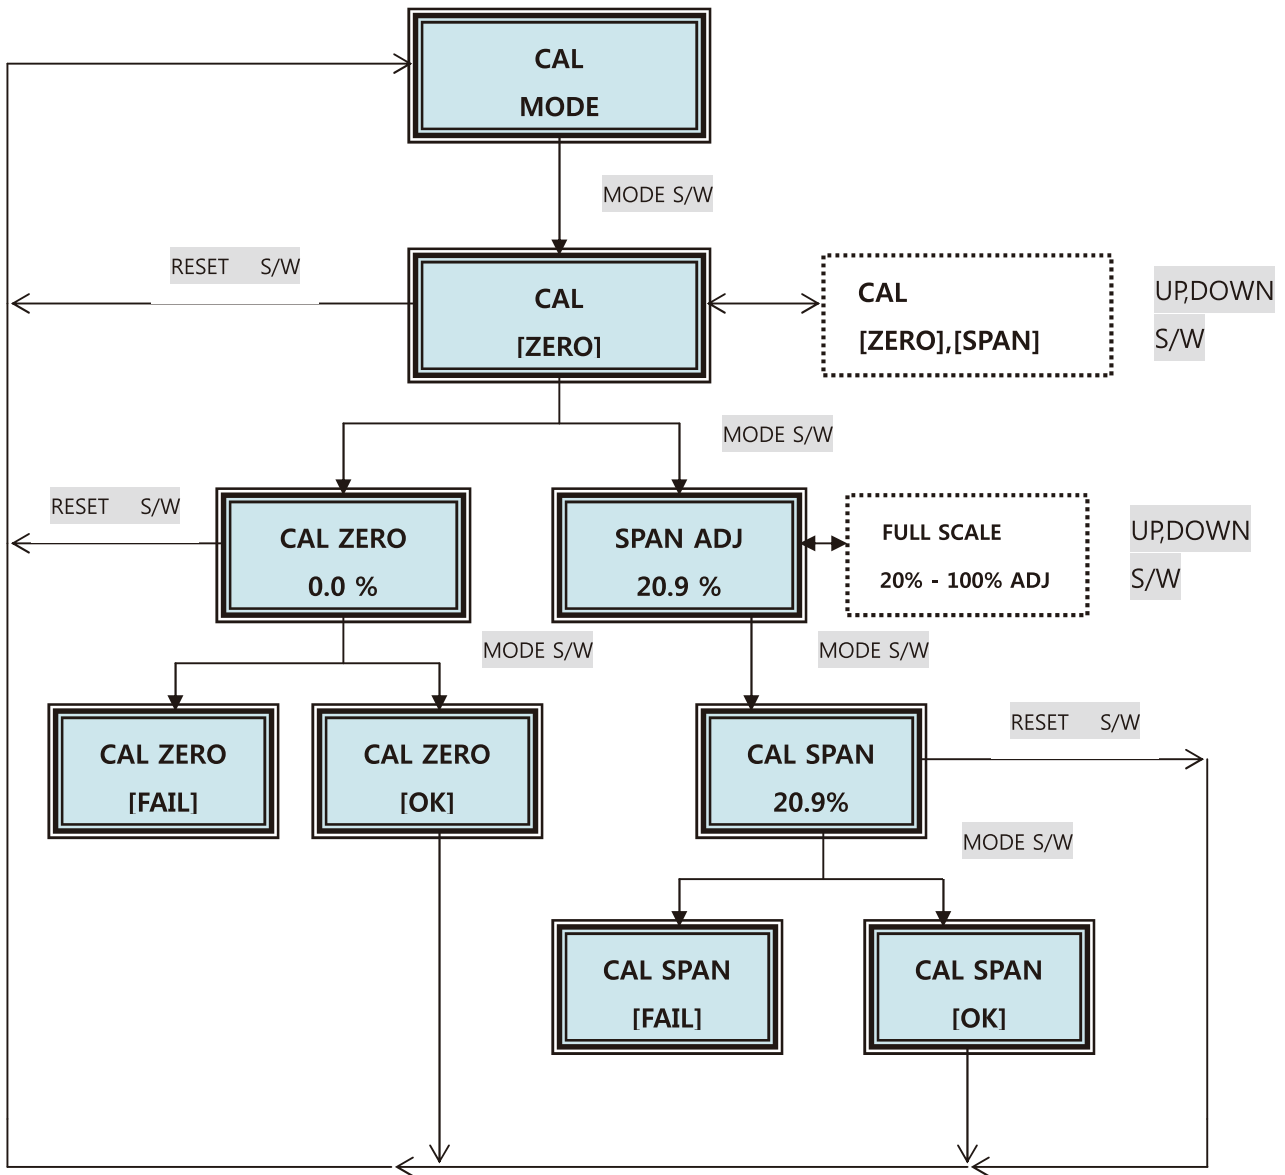 CAL
MODE
MODE S/W
RESET S/W
CAL
[ZERO]
CAL
[ZERO],[SPAN]
UP,DOWN
S/W
MODE S/W
RESET S/W
CAL ZERO
0.0 %
SPAN ADJ
20.9 %
FULL SCALE
20% - 100% ADJ
UP,DOWN
S/W
MODE S/W
MODE S/W
CAL ZERO
[FAIL]
CAL ZERO
[OK]
CAL SPAN
20.9%
RESET S/W
MODE S/W
CAL SPAN
[FAIL]
CAL SPAN
[OK]